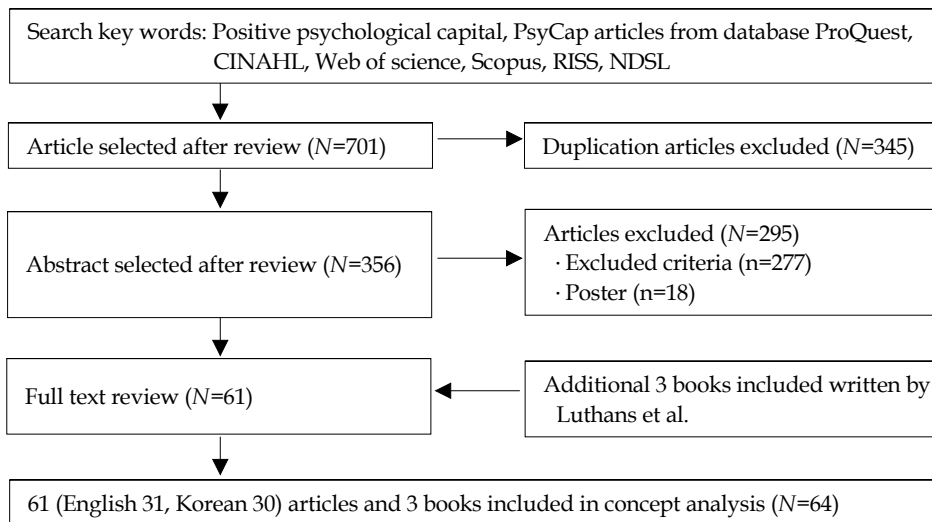 Search key words: Positive psychological capital, PsyCap articles from database ProQuest,
CINAHL, Web of science, Scopus, RISS, NDSL
Article selected after review (N=701)
Duplication articles excluded (N=345)
Abstract selected after review (N=356)
Articles excluded (N=295)
· Excluded criteria (n=277)
· Poster (n=18)
Full text review (N=61)
Additional 3 books included written by
Luthans et al.
61 (English 31, Korean 30) articles and 3 books included in concept analysis (N=64)